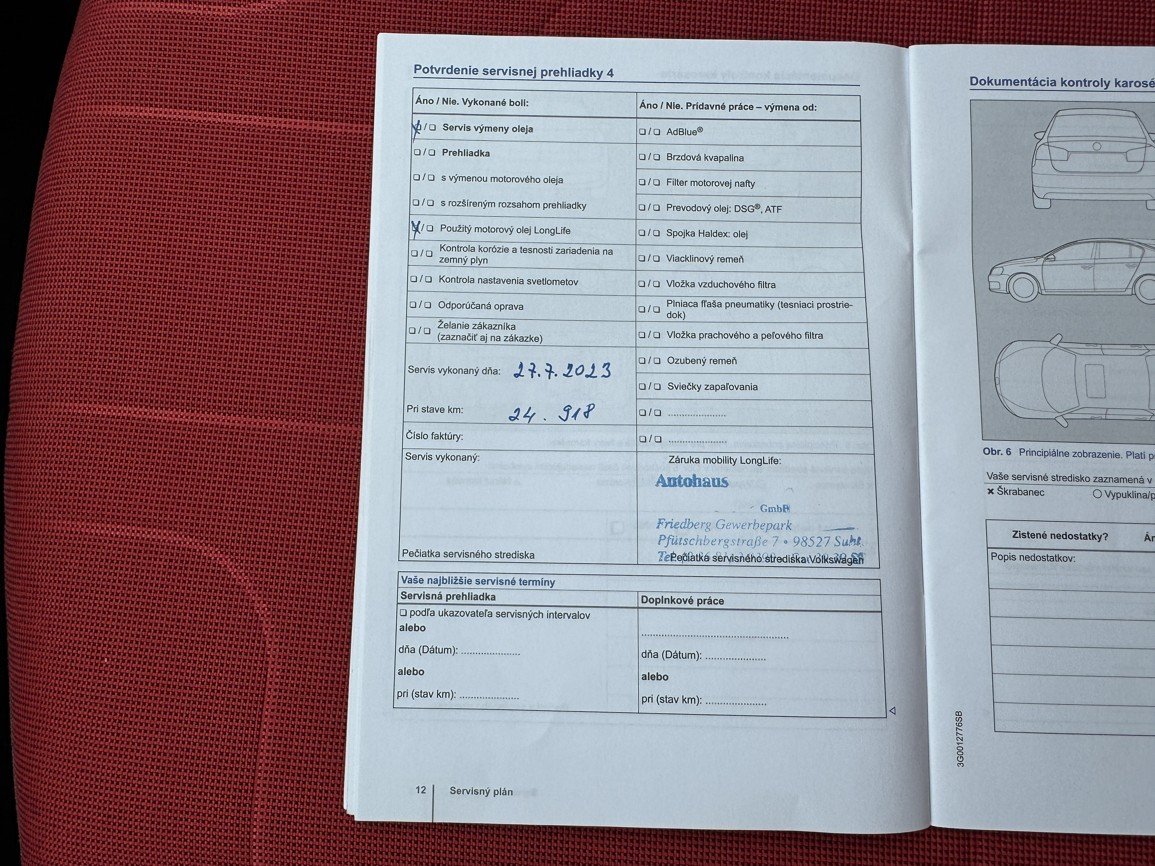 Potvrdenie servisnej prehliadky 4
Áno / Nie. Vykonané boli:
❏ / ❏ Servis výmeny oleja
❏ / ❏ Prehliadka
❏ / ❏ s výmenou motorového oleja
❏ / ❏ s rozšíreným rozsahom prehliadky
❏ / ❏ Použitý motorový olej LongLife
❏ / ❏ Kontrola korózie a tesnosti zariadenia na
zemný plyn
❏ / ❏ Kontrola nastavenia svetlometov
❏ / ❏ Odporúčaná oprava
❏ / ❏ Želanie zákazníka
(zaznačiť aj na zákazke)
Servis vykonaný dňa: 27.7.2023
Pri stave km: 24.918
Číslo faktúry:
Servis vykonaný:
Pečiatka servisného strediska
Áno / Nie. Prídavné práce – výmena od:
❏ / ❏ AdBlue®
❏ / ❏ Brzdová kvapalina
❏ / ❏ Filter motorovej nafty
❏ / ❏ Prevodový olej: DSG®, ATF
❏ / ❏ Spojka Haldex: olej
❏ / ❏ Viacklinový remeň
❏ / ❏ Vložka vzduchového filtra
❏ / ❏ Plniaca fľaša pneumatiky (tesniaci prostrie-
dok)
❏ / ❏ Vložka prachového a peľového filtra
❏ / ❏ Ozubený remeň
❏ / ❏ Sviečky zapaľovania
❏ / ❏ ......................
❏ / ❏ ......................
Záruka mobility LongLife:
Autohaus
GmbH
Friedberg Gewerbepark
Pfütschbergstraße 7 • 98527 Suhl
Pečiatka servisného strediska Volkswagen
Vaše najbližšie servisné termíny
Servisná prehliadka
❏ podľa ukazovateľa servisných intervalov
alebo
dňa (Dátum): ......................
alebo
pri (stav km): ......................
Doplnkové práce
......................................................
dňa (Dátum): ......................
alebo
pri (stav km): ......................
12 Servisný plán
Dokumentácia kontroly karosé
Obr. 6 Principiálne zobrazenie. Platí p
Vaše servisné stredisko zaznamená v
✖ Škrabanec ○ Vypuklina/p
Zistené nedostatky? Án
Popis nedostatkov:
3G0012776SB